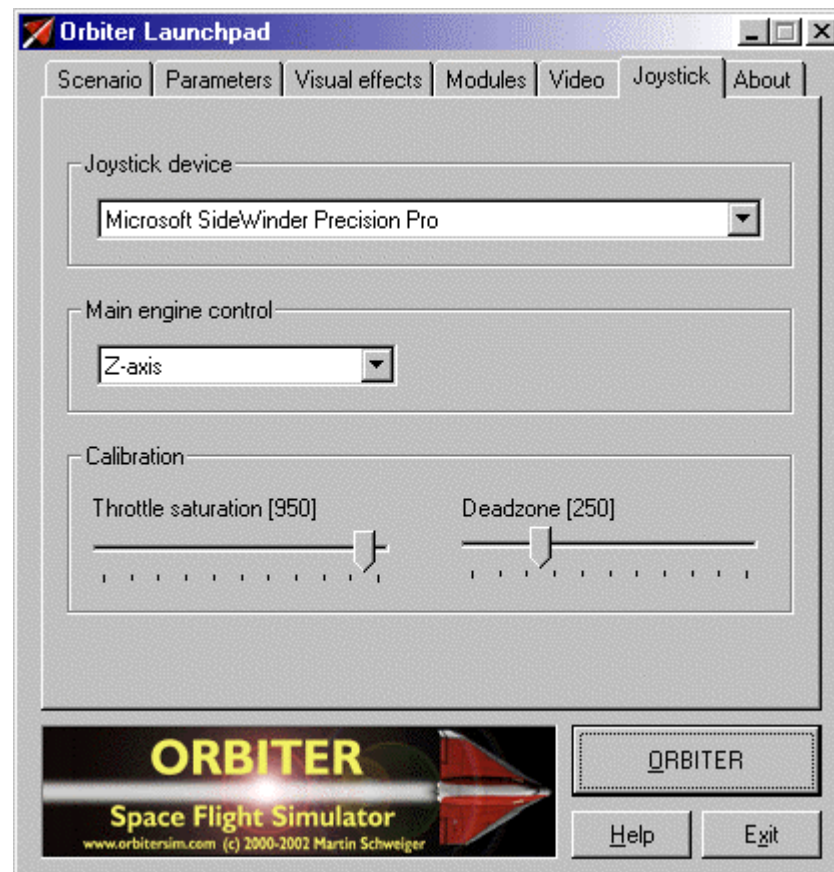 Orbiter Launchpad
Scenario Parameters Visual effects Modules Video Joystick About
Joystick device
Microsoft SideWinder Precision Pro
Main engine control
Z-axis
Calibration
Throttle saturation [950] Deadzone [250]
ORBITER
Space Flight Simulator
www.orbitersim.com (c) 2000-2002 Martin Schweiger
ORBITER
Help Exit